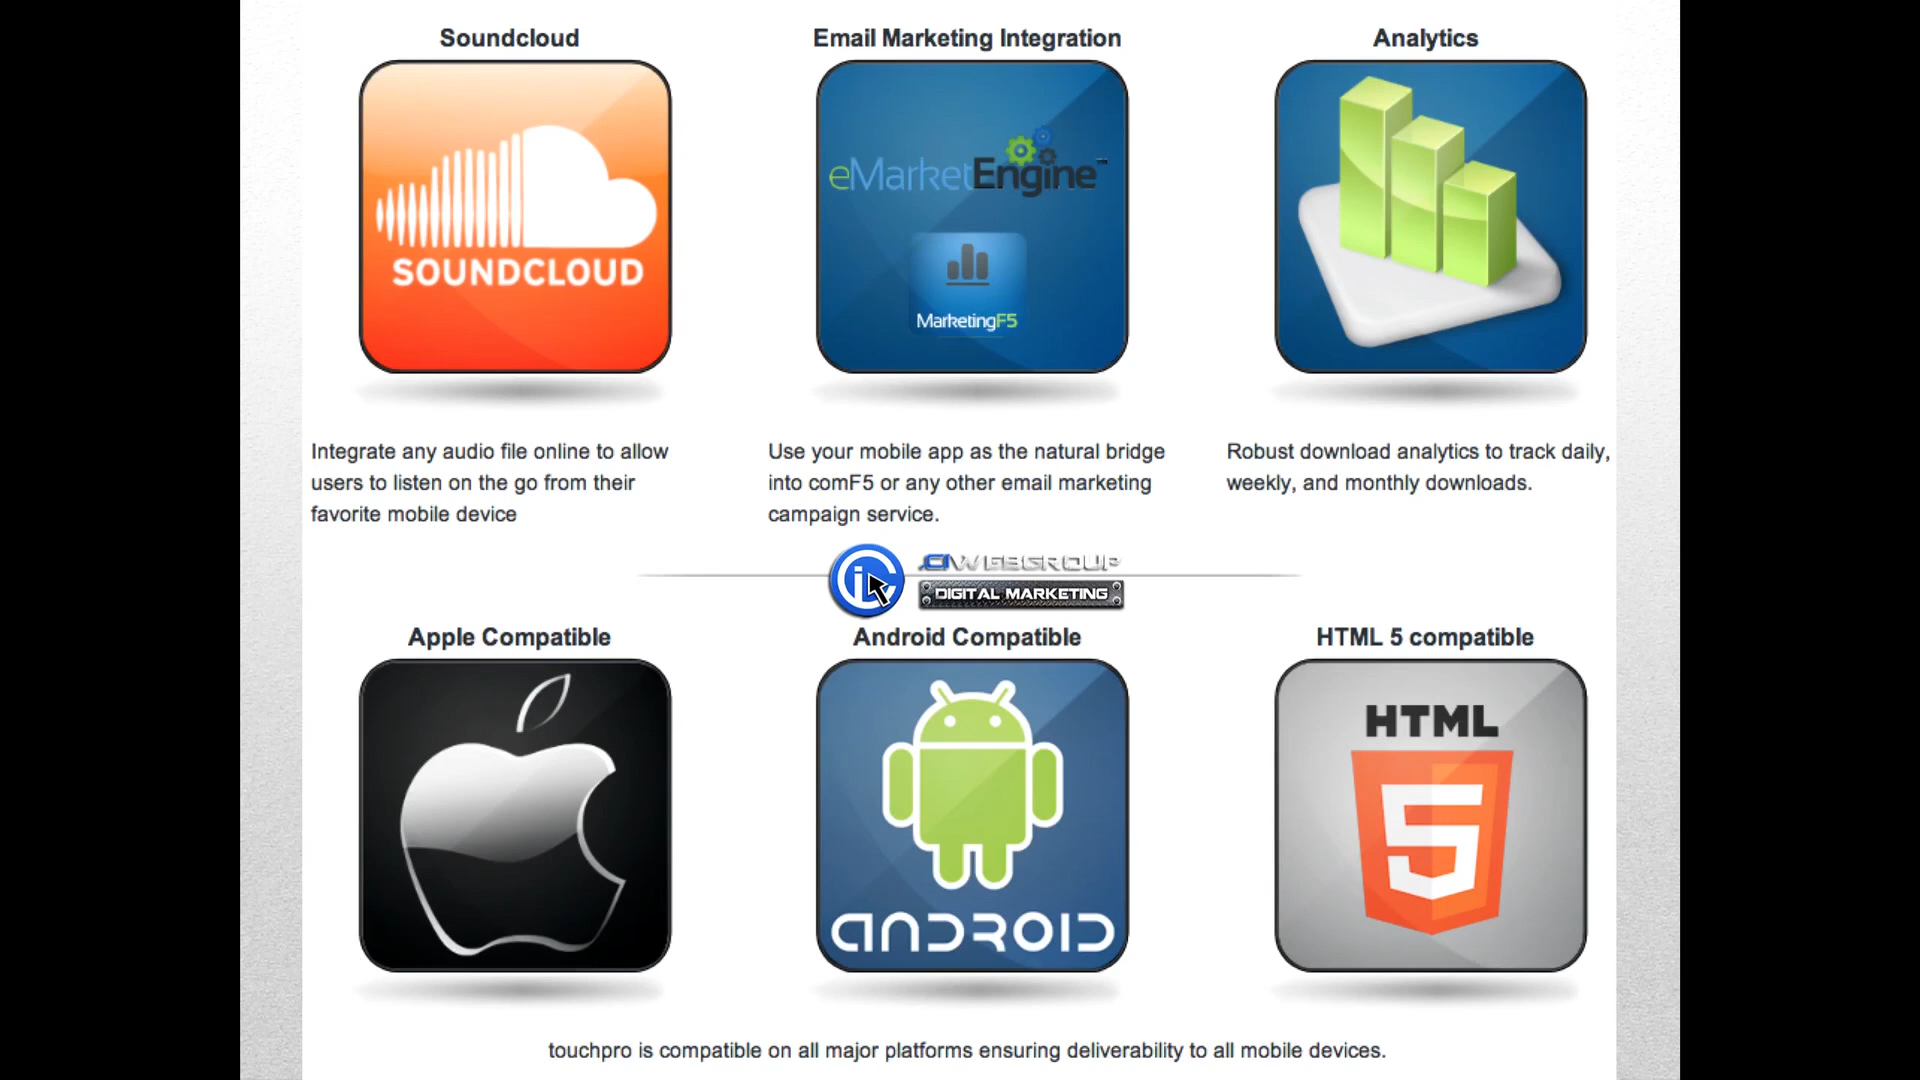 Soundcloud
Email Marketing Integration
Analytics
SOUNDCLOUD
eMarketEngine™
MarketingF5
Integrate any audio file online to allow
users to listen on the go from their
favorite mobile device
Use your mobile app as the natural bridge
into comF5 or any other email marketing
campaign service.
Robust download analytics to track daily,
weekly, and monthly downloads.
CIWEBGROUP
DIGITAL MARKETING
Apple Compatible
Android Compatible
HTML 5 compatible
ANDROID
HTML
5
touchpro is compatible on all major platforms ensuring deliverability to all mobile devices.